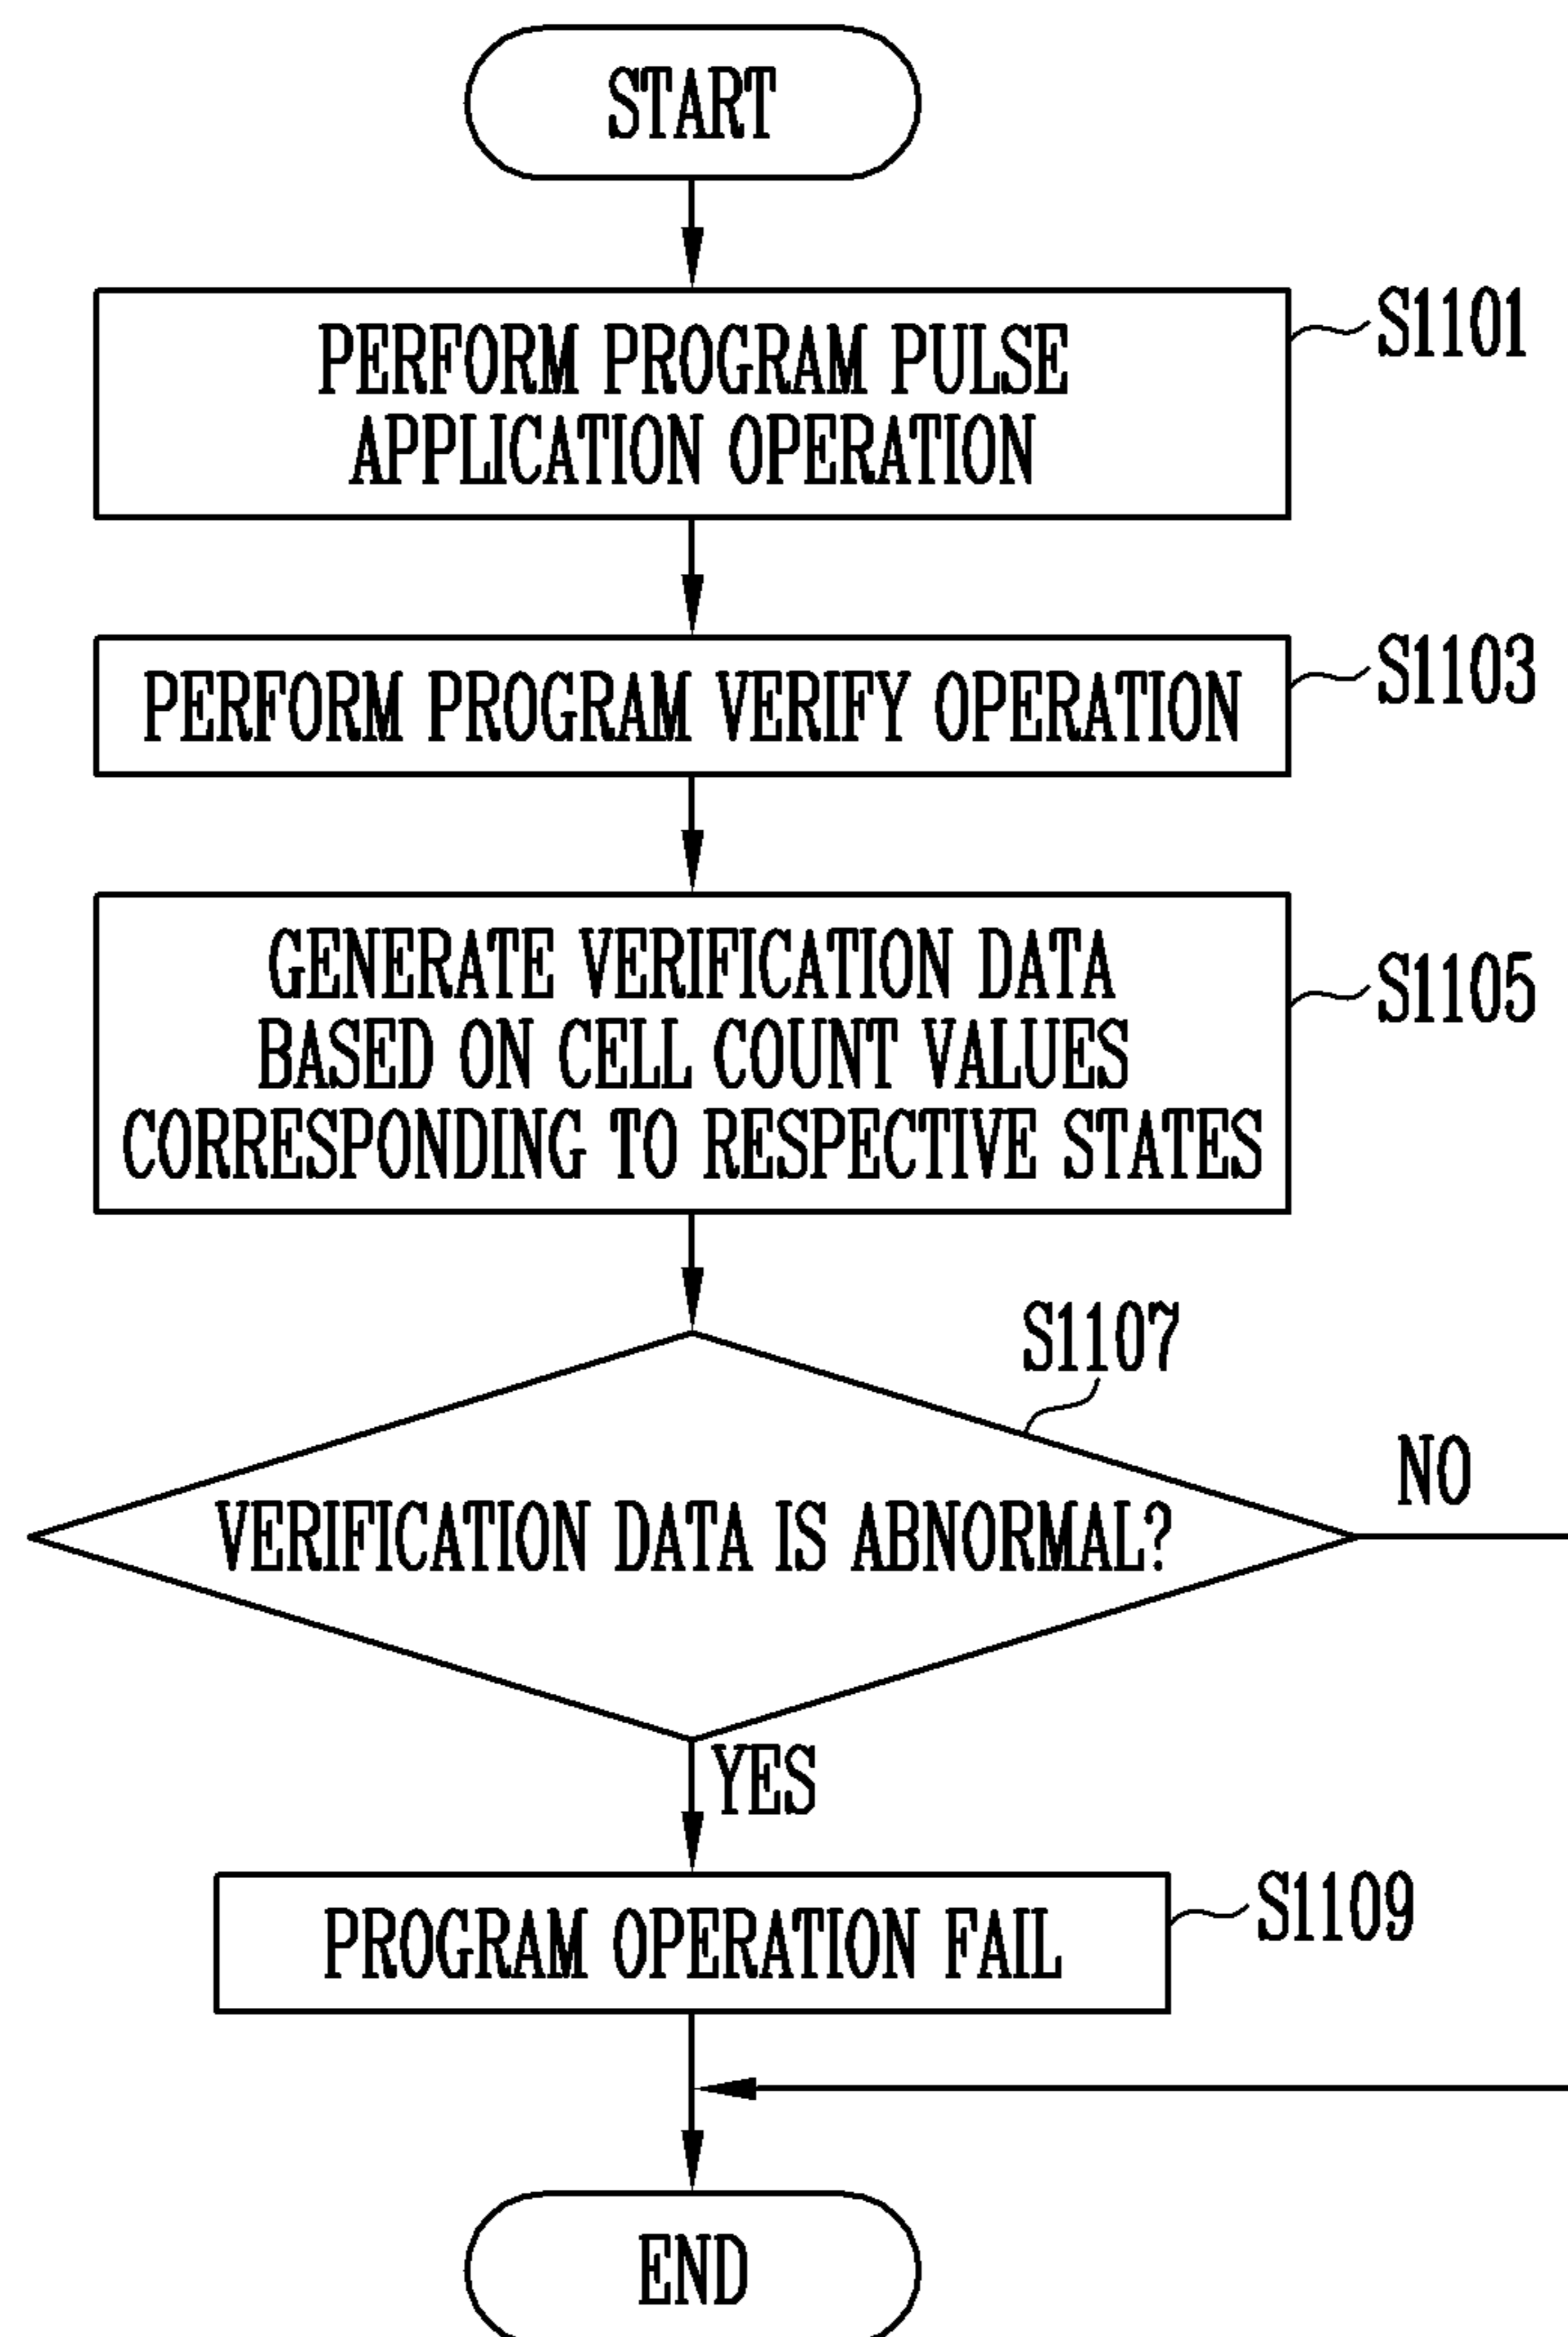 START
PERFORM PROGRAM PULSE
APPLICATION OPERATION
S1101
PERFORM PROGRAM VERIFY OPERATION
S1103
GENERATE VERIFICATION DATA
BASED ON CELL COUNT VALUES
CORRESPONDING TO RESPECTIVE STATES
S1105
S1107
VERIFICATION DATA IS ABNORMAL?
NO
YES
PROGRAM OPERATION FAIL
S1109
END